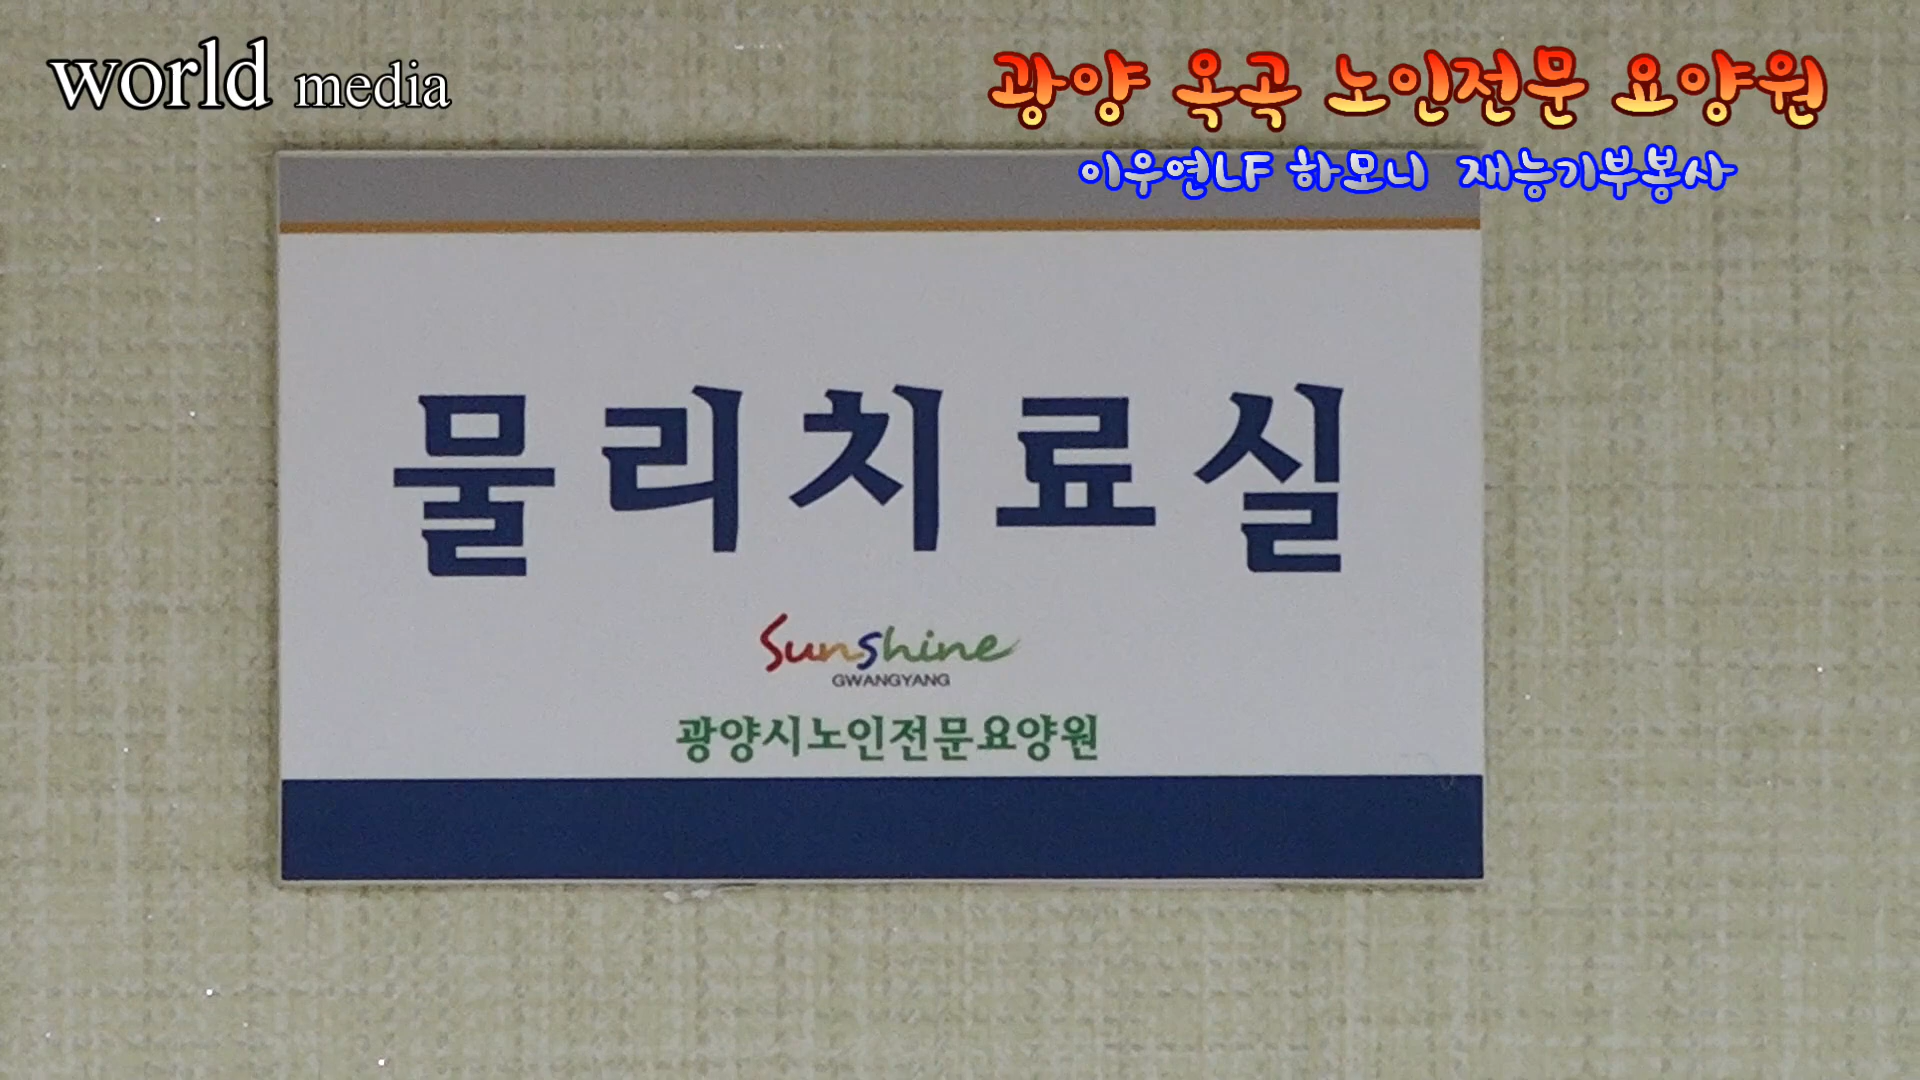 world media
광양 옥곡 노인전문 요양원
이우연LF 하모니 재능기부봉사
물리치료실
Sunshine
GWANGYANG
광양시노인전문요양원